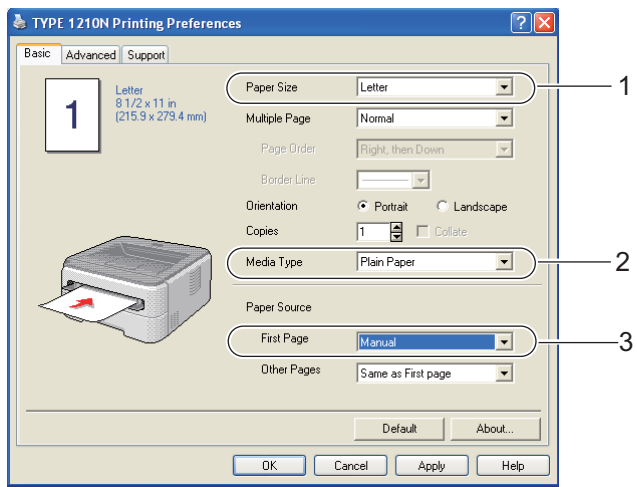 TYPE 1210N Printing Preferences
Basic Advanced Support
1
Letter
8 1/2 x 11 in
(215.9 x 279.4 mm)
Paper Size Letter 1
Multiple Page Normal
Page Order Right, then Down
Border Line
Orientation Portrait Landscape
Copies 1 Collate
Media Type Plain Paper 2
Paper Source
First Page Manual 3
Other Pages Same as First page
Default About...
OK Cancel Apply Help